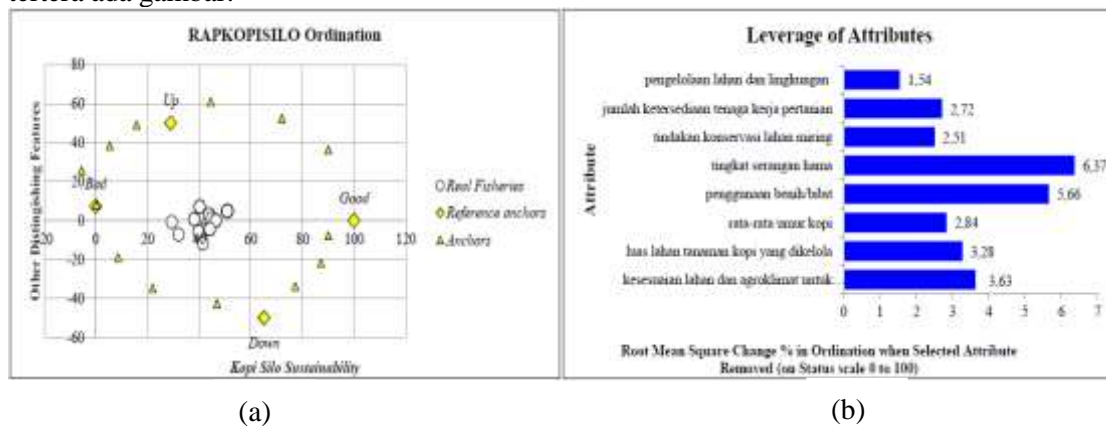 tertera ada gambar.
RAPKOPISILO Ordination
80
60
40
20
0
-20
-40
-60
-20
0
20
40
60
80
100
120
Up
Bad
Good
Down
Other Distinguishing Features
Kopi Silo Sustainability
Real Fisheries
Reference anchors
Anchors
(a)
Leverage of Attributes
Attribute
pengelolaan lahan dan lingkungan 1,54
jumlah ketersediaan tenaga kerja pertanian 2,72
tindakan konservasi lahan miring 2,51
tingkat serangan hama 6,37
penggunaan benih/bibit 5,66
rata-rata umur kopi 2,84
luas lahan tanaman kopi yang dikelola 3,28
kesesuaian lahan dan agroklimat untuk 3,63
0 1 2 3 4 5 6 7
Root Mean Square Change % in Ordination when Selected Attribute
Removed (on Status scale 0 to 100)
(b)